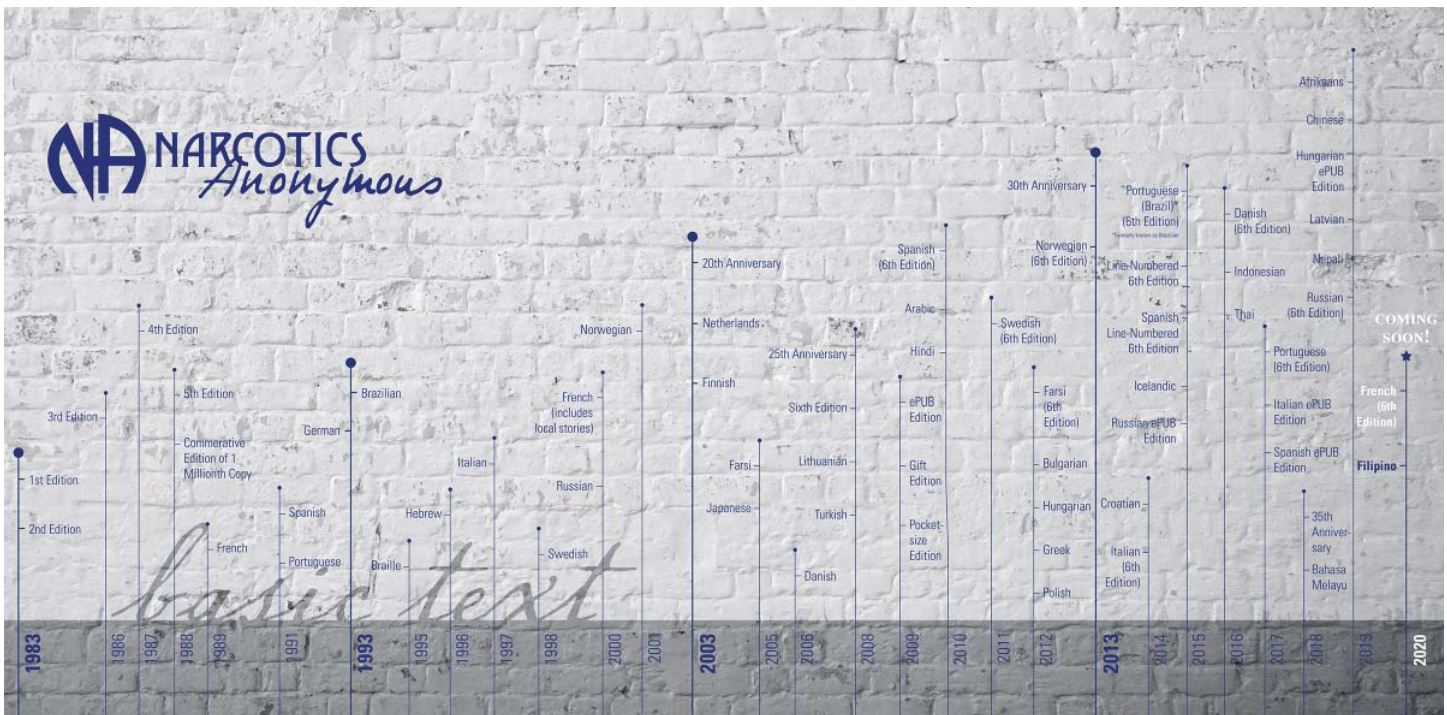 NA NARCOTICS
Anonymous
basic text
1st Edition
2nd Edition
1983
3rd Edition
1986
4th Edition
1987
5th Edition
Commerative
Edition of 1
Millionth Copy
1988
French
1989
Spanish
Portuguese
1991
Brazilian
German
1993
Braille
1995
Hebrew
1996
Italian
1997
Swedish
1998
French
(includes
local stories)
Russian
2000
Norwegian
2001
20th Anniversary
Netherlands
Finnish
2003
Farsi
Japanese
2005
Danish
2006
25th Anniversary
Sixth Edition
Lithuanian
Turkish
2008
ePUB
Edition
Gift
Edition
Pocket-
size
Edition
2009
Spanish
(6th Edition)
Arabic
Hindi
2010
Swedish
(6th Edition)
2011
Farsi
(6th
Edition)
Bulgarian
Hungarian
Greek
Polish
2012
30th Anniversary
Norwegian
(6th Edition)
2013
Croatian
Italian
(6th
Edition)
2014
Portuguese
(Brazil)*
(6th Edition)
*Formerly known as Brazilian
Line-Numbered
6th Edition
Spanish
Line-Numbered
6th Edition
Icelandic
Russian ePUB
Edition
2015
Danish
(6th Edition)
Indonesian
Thai
2016
Portuguese
(6th Edition)
Italian ePUB
Edition
Spanish ePUB
Edition
2017
35th
Anniver-
sary
Bahasa
Melayu
2018
Afrikaans
Chinese
Hungarian
ePUB
Edition
Latvian
Nepali
Russian
(6th Edition)
2019
COMING
SOON!
French
(6th
Edition)
Filipino
2020